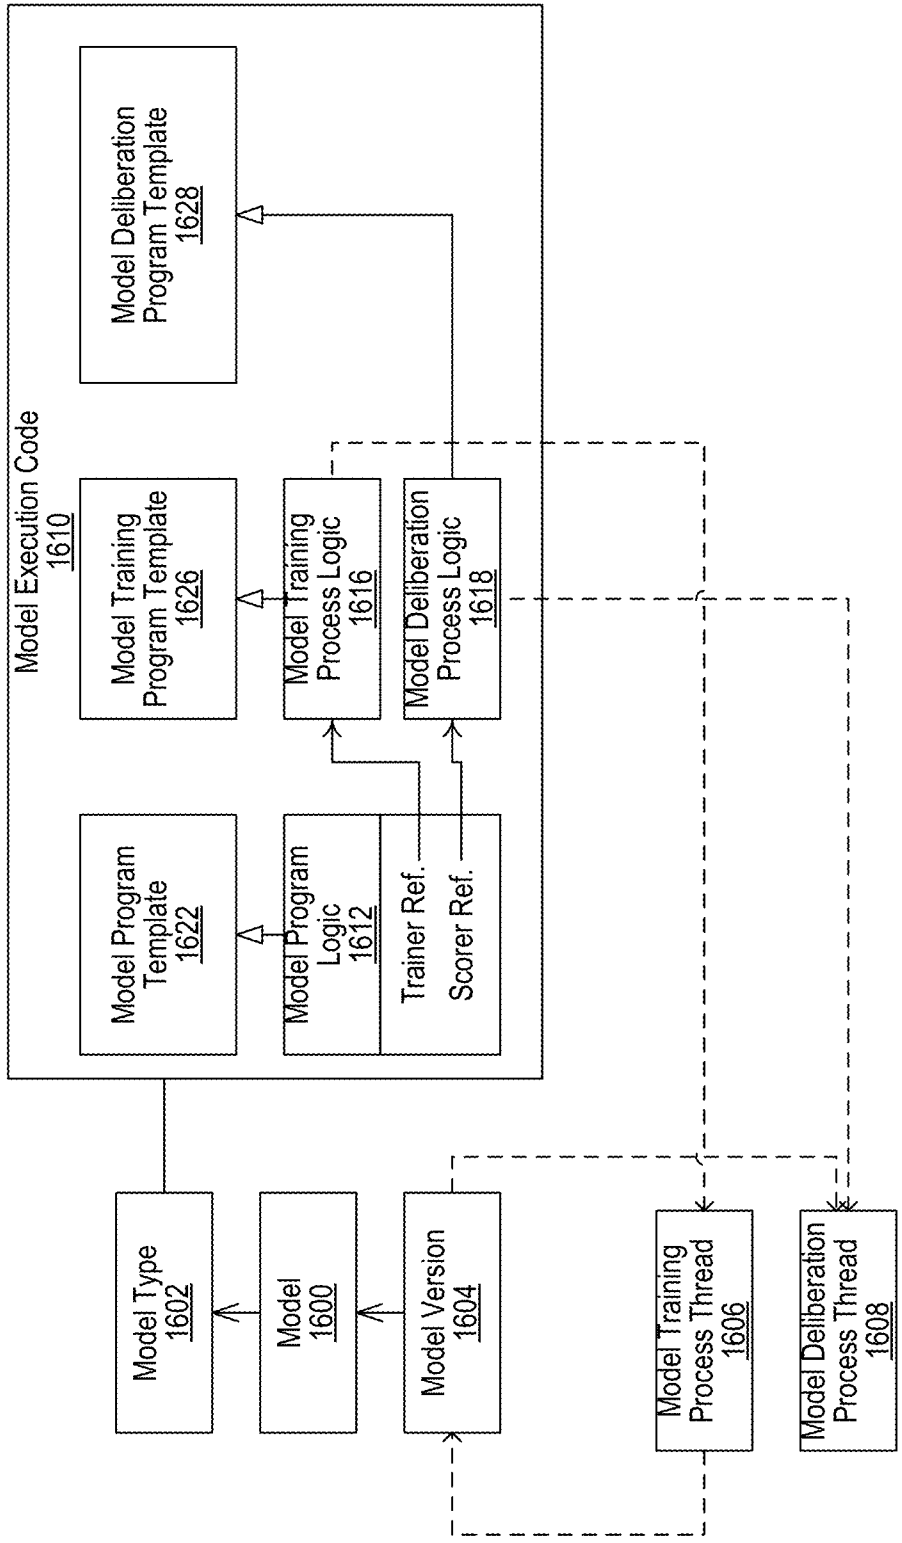 Model Execution Code
1610
Model Program
Template
1622
Model Training
Program Template
1626
Model Deliberation
Program Template
1628
Model Program
Logic
1612
Trainer Ref.
Scorer Ref.
Model Training
Process Logic
1616
Model Deliberation
Process Logic
1618
Model Type
1602
Model
1600
Model Version
1604
Model Training
Process Thread
1606
Model Deliberation
Process Thread
1608